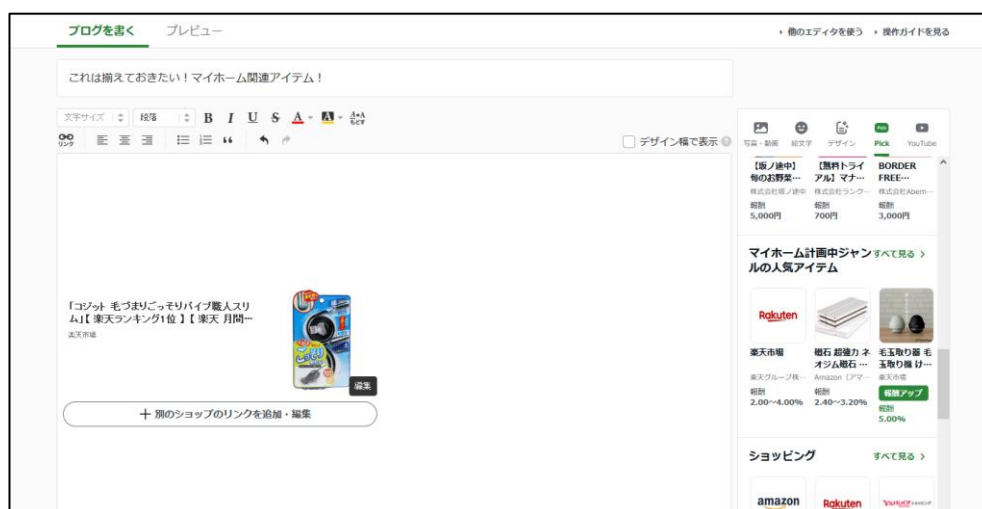 ブログを書く プレビュー
他のエディタを使う 操作ガイドを見る
これは揃えておきたい！マイホーム関連アイテム！
文字サイズ 段落 B I U S A A A+A もどす
リンク
デザイン幅で表示
写真・動画 絵文字 デザイン Pick YouTube
【坂ノ途中】旬のお野菜…
株式会社坂ノ途中
報酬
5,000円
【無料トライアル】マナ…
株式会社ランク…
報酬
700円
BORDER FREE…
株式会社Abem…
報酬
3,000円
マイホーム計画中ジャンルの人気アイテム
すべて見る
Rakuten
楽天市場
楽天グループ株…
報酬
2.00〜4.00%
磁石 超強力 ネオジム磁石 …
Amazon（アマ…
報酬
2.40〜3.20%
毛玉取り器 毛玉取り機 け…
楽天市場
報酬アップ
報酬
5.00%
「コジット 毛づまりごっそりパイプ職人スリ
ム」【 楽天ランキング1位 】【 楽天 月間…
楽天市場
編集
＋ 別のショップのリンクを追加・編集
ショッピング
すべて見る
amazon
Rakuten
YAHOO!